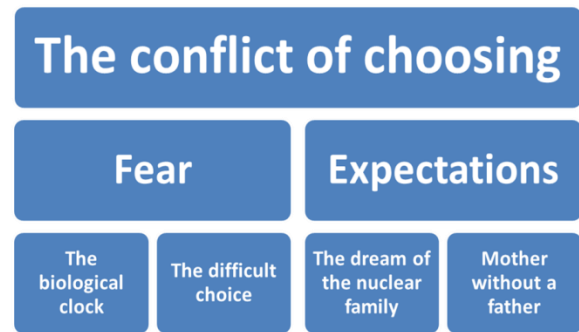 The conflict of choosing
Fear
Expectations
The
biological
clock
The difficult
choice
The dream of
the nuclear
family
Mother
without a
father